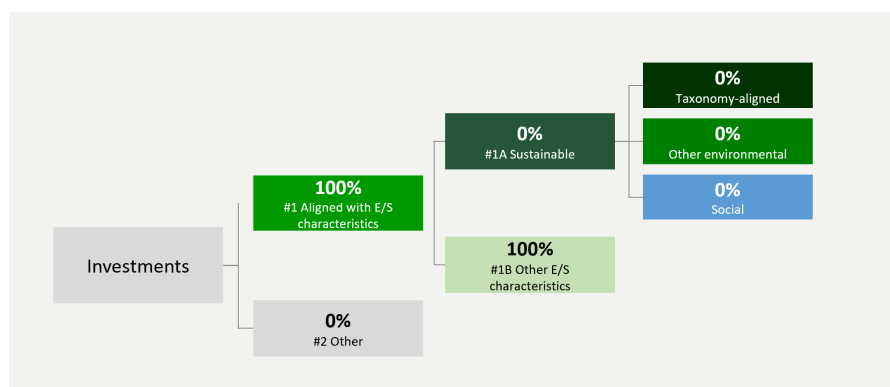 Investments
100%
#1 Aligned with E/S
characteristics
0%
#2 Other
0%
#1A Sustainable
100%
#1B Other E/S
characteristics
0%
Taxonomy-aligned
0%
Other environmental
0%
Social